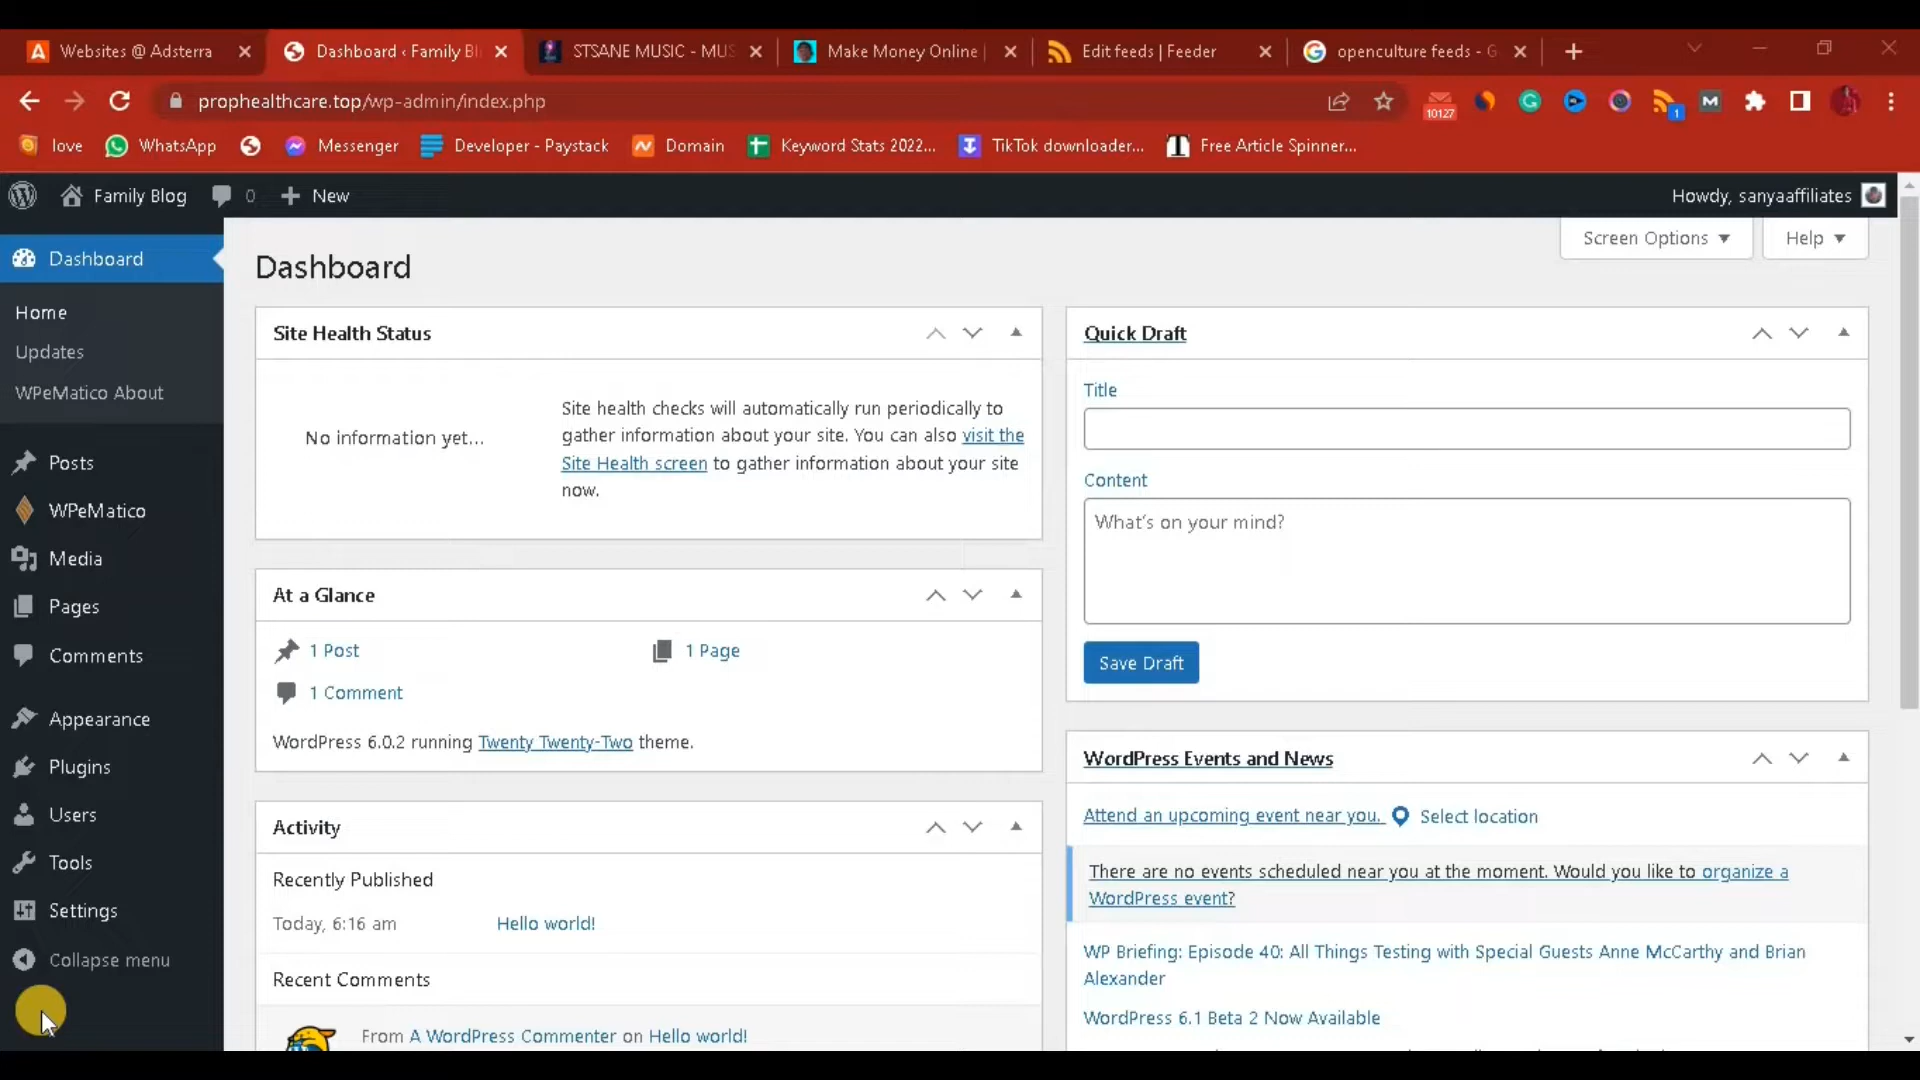 Websites @ Adsterra
Dashboard ‹ Family Bl
STSANE MUSIC - MUS
Make Money Online |
Edit feeds | Feeder
openculture feeds - G
prophealthcare.top/wp-admin/index.php
10127
1
love
WhatsApp
Messenger
Developer - Paystack
Domain
Keyword Stats 2022...
TikTok downloader...
Free Article Spinner...
Family Blog
0
New
Howdy, sanyaaffiliates
Screen Options
Help
Dashboard
Home
Updates
WPeMatico About
Posts
WPeMatico
Media
Pages
Comments
Appearance
Plugins
Users
Tools
Settings
Collapse menu
Dashboard
Site Health Status
No information yet...
Site health checks will automatically run periodically to
gather information about your site. You can also visit the
Site Health screen to gather information about your site
now.
At a Glance
1 Post
1 Page
1 Comment
WordPress 6.0.2 running Twenty Twenty-Two theme.
Activity
Recently Published
Today, 6:16 am
Hello world!
Recent Comments
From A WordPress Commenter on Hello world!
Quick Draft
Title
Content
What's on your mind?
Save Draft
WordPress Events and News
Attend an upcoming event near you.
Select location
There are no events scheduled near you at the moment. Would you like to organize a
WordPress event?
WP Briefing: Episode 40: All Things Testing with Special Guests Anne McCarthy and Brian
Alexander
WordPress 6.1 Beta 2 Now Available